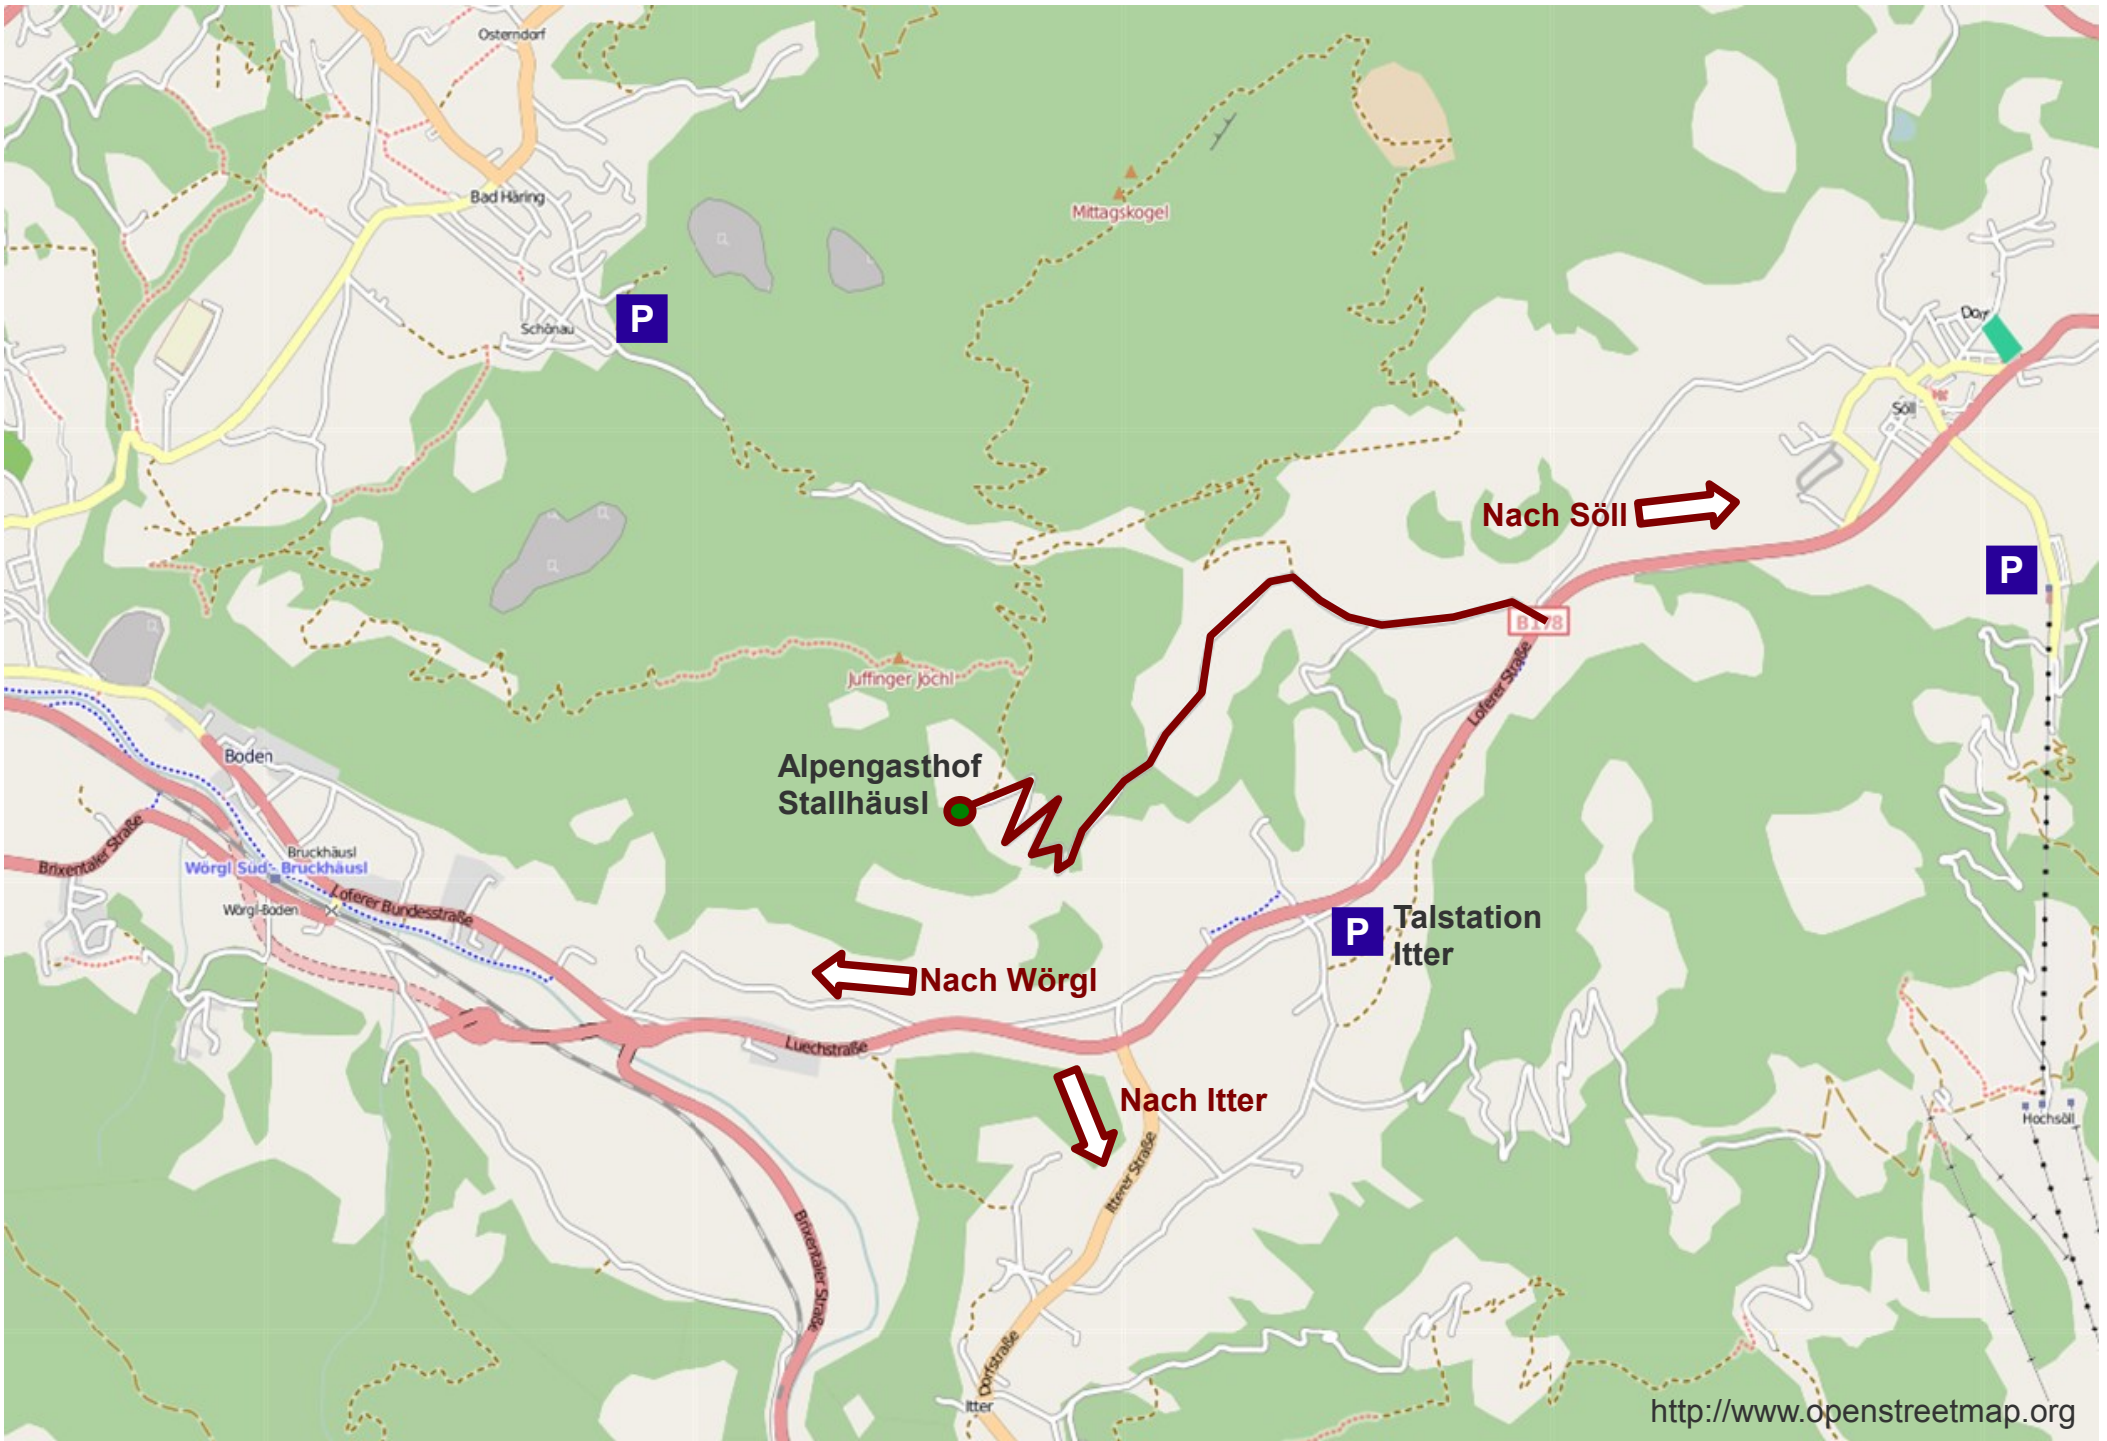 Osterndorf
Bad Häring
Mittagskogel
P
Schönau
Dorf
Söll
Nach Söll
P
B178
Juffinger Jöchl
Loferer Straße
Alpengasthof
Stallhäusl
Boden
Brixentaler Straße
Bruckhäusl
Wörgl Süd - Bruckhäusl
Wörgl-Boden
Loferer Bundesstraße
P
Talstation
Itter
Nach Wörgl
Luechstraße
Nach Itter
Hochsöll
Itterer Straße
Brixentaler Straße
Dorfstraße
Itter
http://www.openstreetmap.org